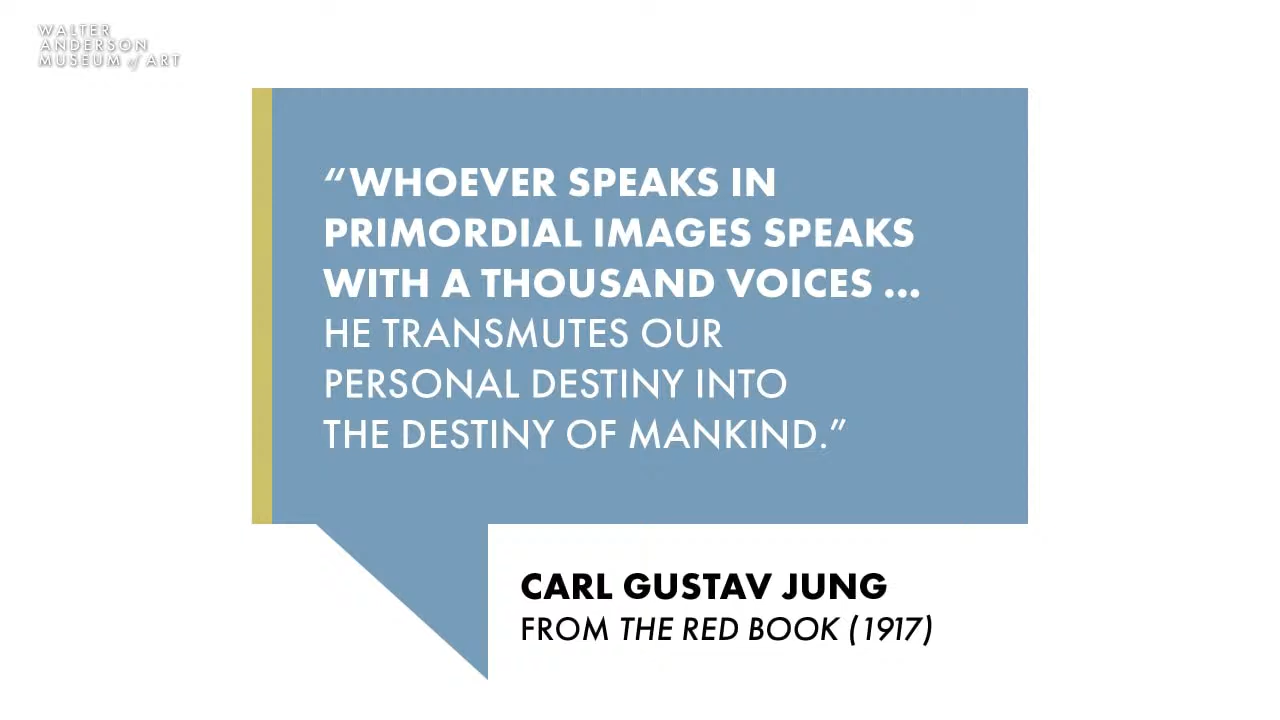 WALTER
ANDERSON
MUSEUM of ART
“WHOEVER SPEAKS IN
PRIMORDIAL IMAGES SPEAKS
WITH A THOUSAND VOICES ...
HE TRANSMUTES OUR
PERSONAL DESTINY INTO
THE DESTINY OF MANKIND.”
CARL GUSTAV JUNG
FROM THE RED BOOK (1917)